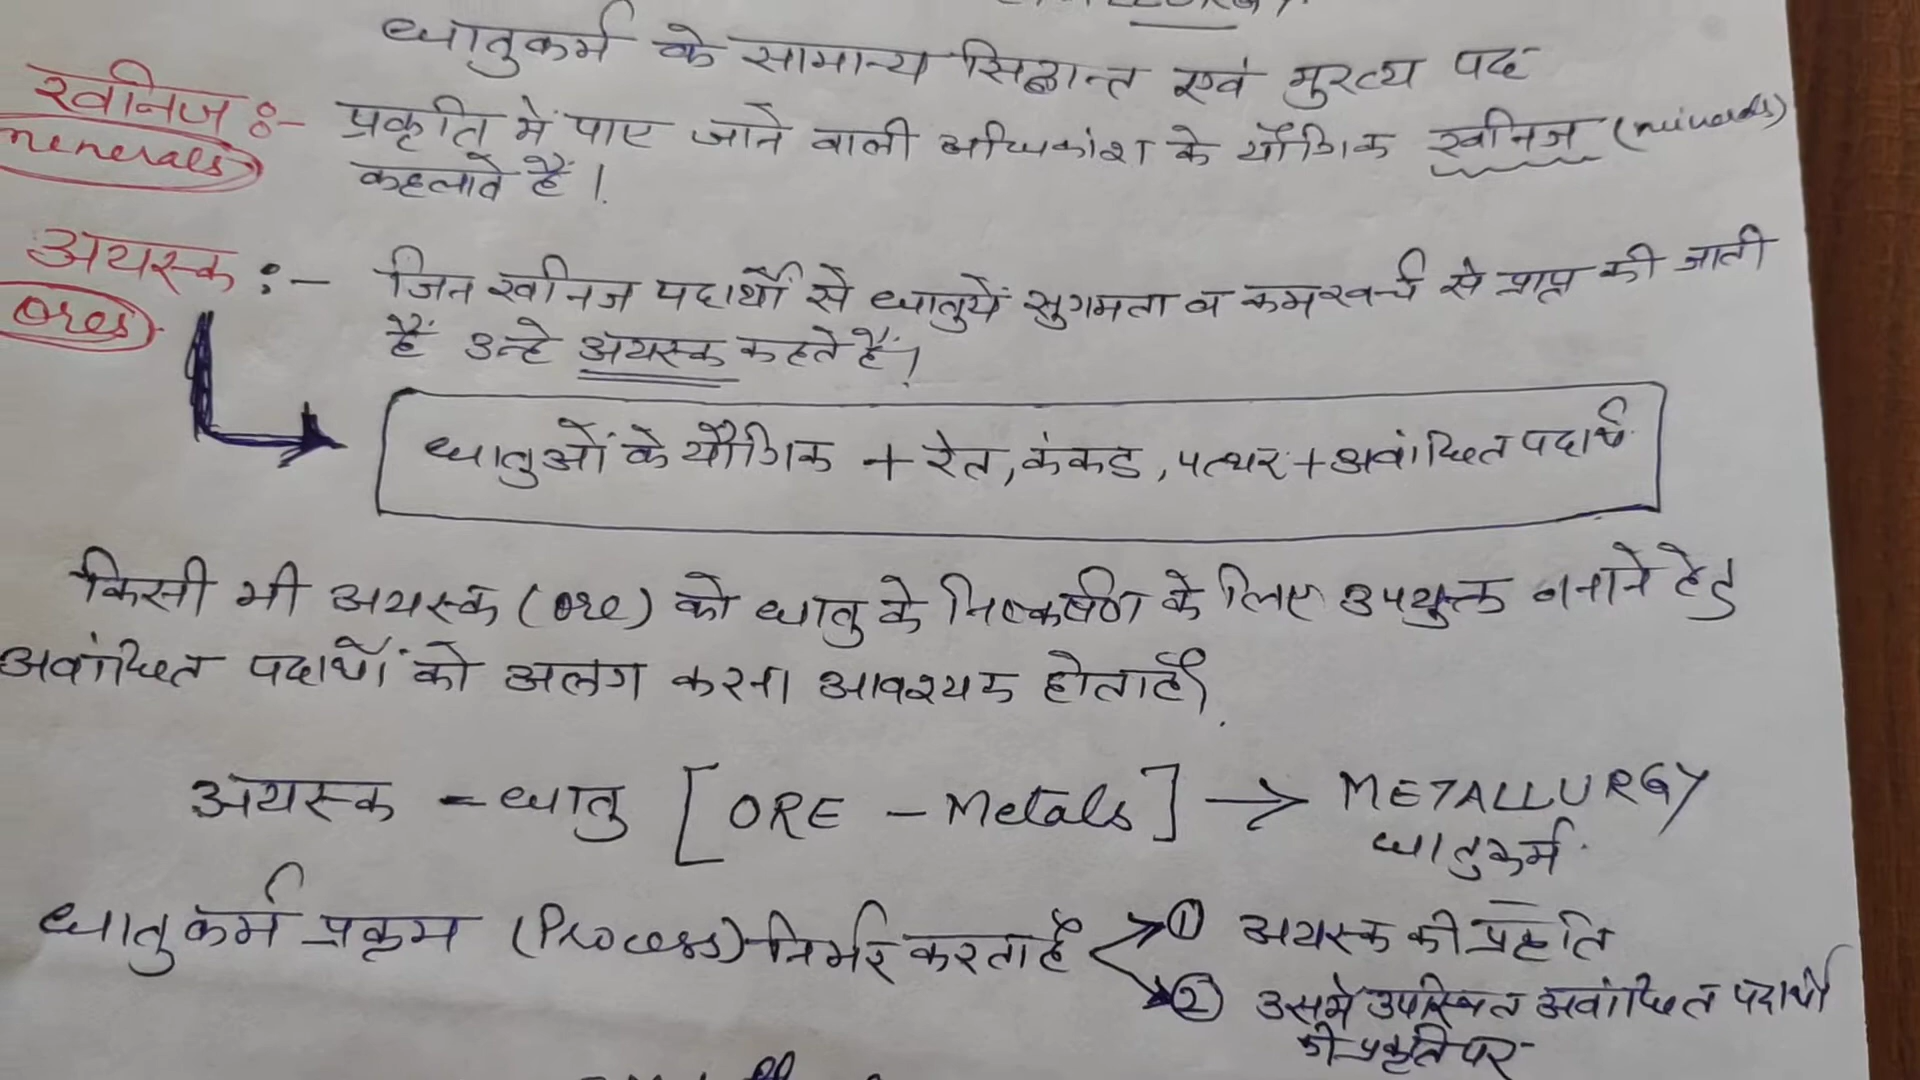 धातुकर्म के सामान्य सिद्धान्त एवं मुख्य पद
खनिज :- प्रकृति में पाए जाने वाली अधिकांश के यौगिक खनिज (minerals)
menerals कहलाते हैं।
अयस्क :- जिन खनिज पदार्थों से धातुयें सुगमता व कमखर्च से प्राप्त की जाती
ores हैं उन्हे अयस्क कहते हैं।
धातुओं के यौगिक + रेत, कंकड, पत्थर + अवांछित पदार्थ
किसी भी अयस्क (ore) को धातु के निष्कर्षण के लिए उपयुक्त बनाने हेतु
अवांछित पदार्थों को अलग करना आवश्यक होता है।
अयस्क - धातु [ORE - Metals] → METALLURGY
धातुकर्म
धातुकर्म प्रक्रम (Process) निर्भर करता है ① अयस्क की प्रकृति
② उसमे उपस्थित अवांछित पदार्थों
की प्रकृति पर